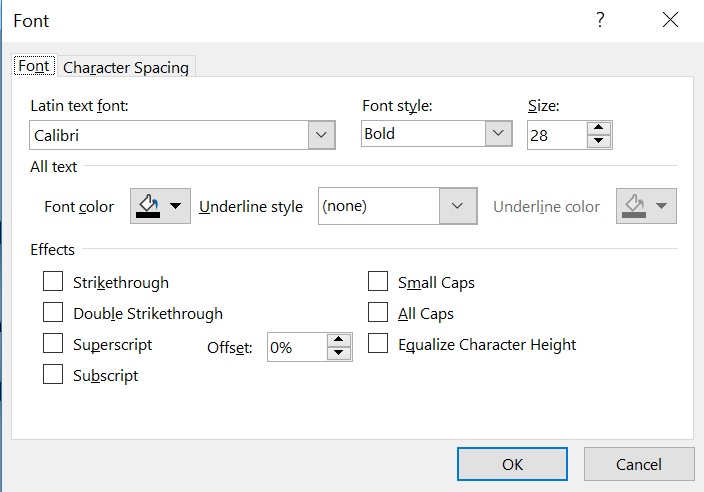 Font ?
Font Character Spacing
Latin text font: Font style: Size:
Calibri Bold 28
All text
Font color Underline style (none) Underline color
Effects
Strikethrough Small Caps
Double Strikethrough All Caps
Superscript Offset: 0% Equalize Character Height
Subscript
OK Cancel